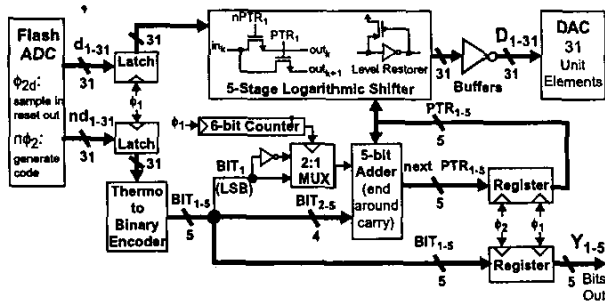 Flash
ADC
d1-31
31
ϕ2d:
sample in
reset out
nd1-31
31
nϕ2:
generate
code
Latch
ϕ1
Latch
31
31
Thermo
to
Binary
Encoder
nPTR1
PTR1
ink
outk
outk+1
Level Restorer
5-Stage Logarithmic Shifter
31
Buffers
D1-31
31
DAC
31
Unit
Elements
ϕ1
6-bit Counter
BIT1
(LSB)
2:1
MUX
BIT1-5
5
BIT2-5
4
5-bit
Adder
(end
around
carry)
PTR1-5
5
next PTR1-5
5
Register
ϕ2
ϕ1
BIT1-5
5
Register
Y1-5
5
Bits
Out